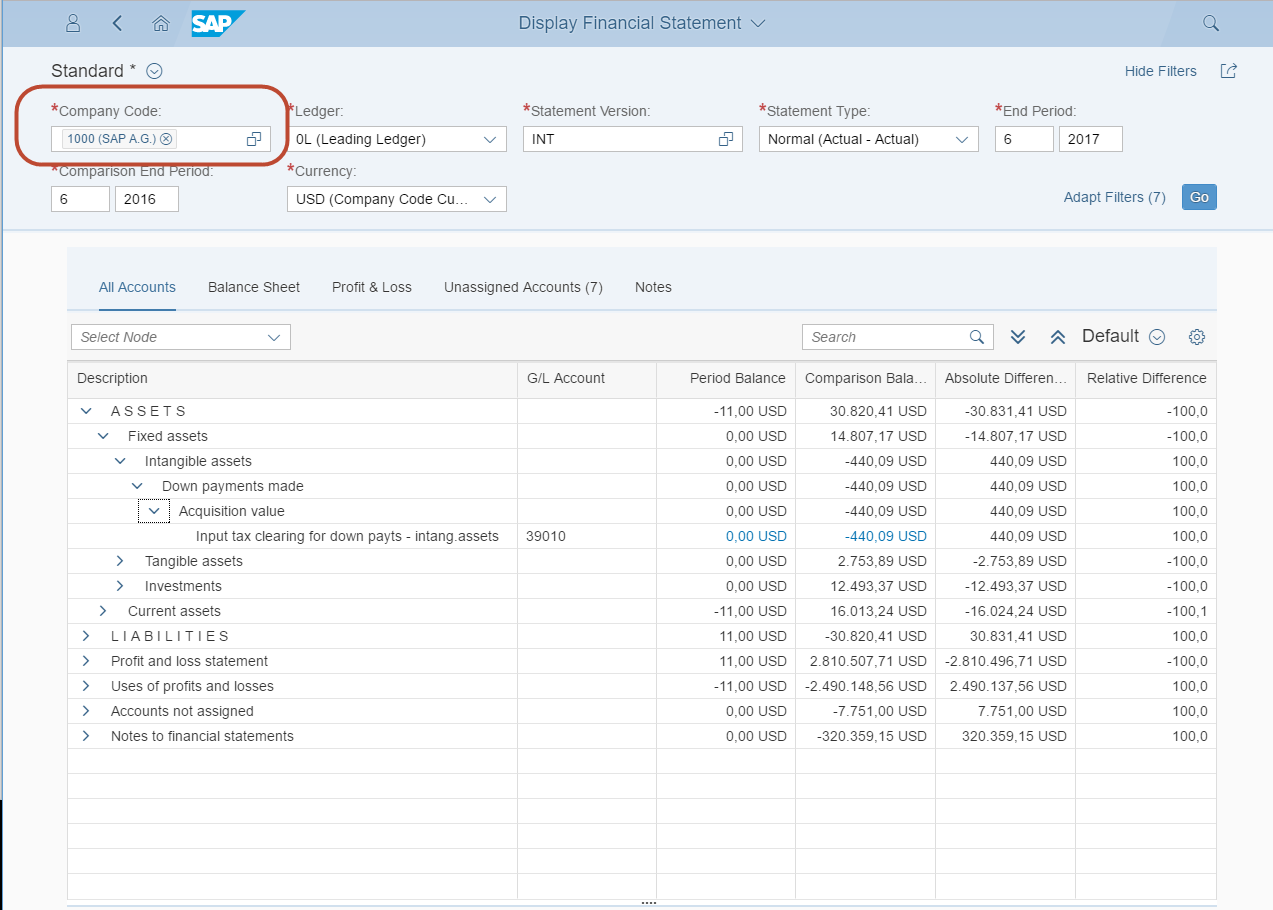 SAP Display Financial Statement
Standard *
Hide Filters
*Company Code: *Ledger: *Statement Version: *Statement Type: *End Period:
1000 (SAP A.G.) 0L (Leading Ledger) INT Normal (Actual - Actual) 6 2017
*Comparison End Period: *Currency:
6 2016 USD (Company Code Cu... Adapt Filters (7) Go
All Accounts Balance Sheet Profit & Loss Unassigned Accounts (7) Notes
Select Node Search Default
Description G/L Account Period Balance Comparison Bala... Absolute Differen... Relative Difference
A S S E T S -11,00 USD 30.820,41 USD -30.831,41 USD -100,0
Fixed assets 0,00 USD 14.807,17 USD -14.807,17 USD -100,0
Intangible assets 0,00 USD -440,09 USD 440,09 USD 100,0
Down payments made 0,00 USD -440,09 USD 440,09 USD 100,0
Acquisition value 0,00 USD -440,09 USD 440,09 USD 100,0
Input tax clearing for down payts - intang.assets 39010 0,00 USD -440,09 USD 440,09 USD 100,0
Tangible assets 0,00 USD 2.753,89 USD -2.753,89 USD -100,0
Investments 0,00 USD 12.493,37 USD -12.493,37 USD -100,0
Current assets -11,00 USD 16.013,24 USD -16.024,24 USD -100,1
L I A B I L I T I E S 11,00 USD -30.820,41 USD 30.831,41 USD 100,0
Profit and loss statement 11,00 USD 2.810.507,71 USD -2.810.496,71 USD -100,0
Uses of profits and losses -11,00 USD -2.490.148,56 USD 2.490.137,56 USD 100,0
Accounts not assigned 0,00 USD -7.751,00 USD 7.751,00 USD 100,0
Notes to financial statements 0,00 USD -320.359,15 USD 320.359,15 USD 100,0